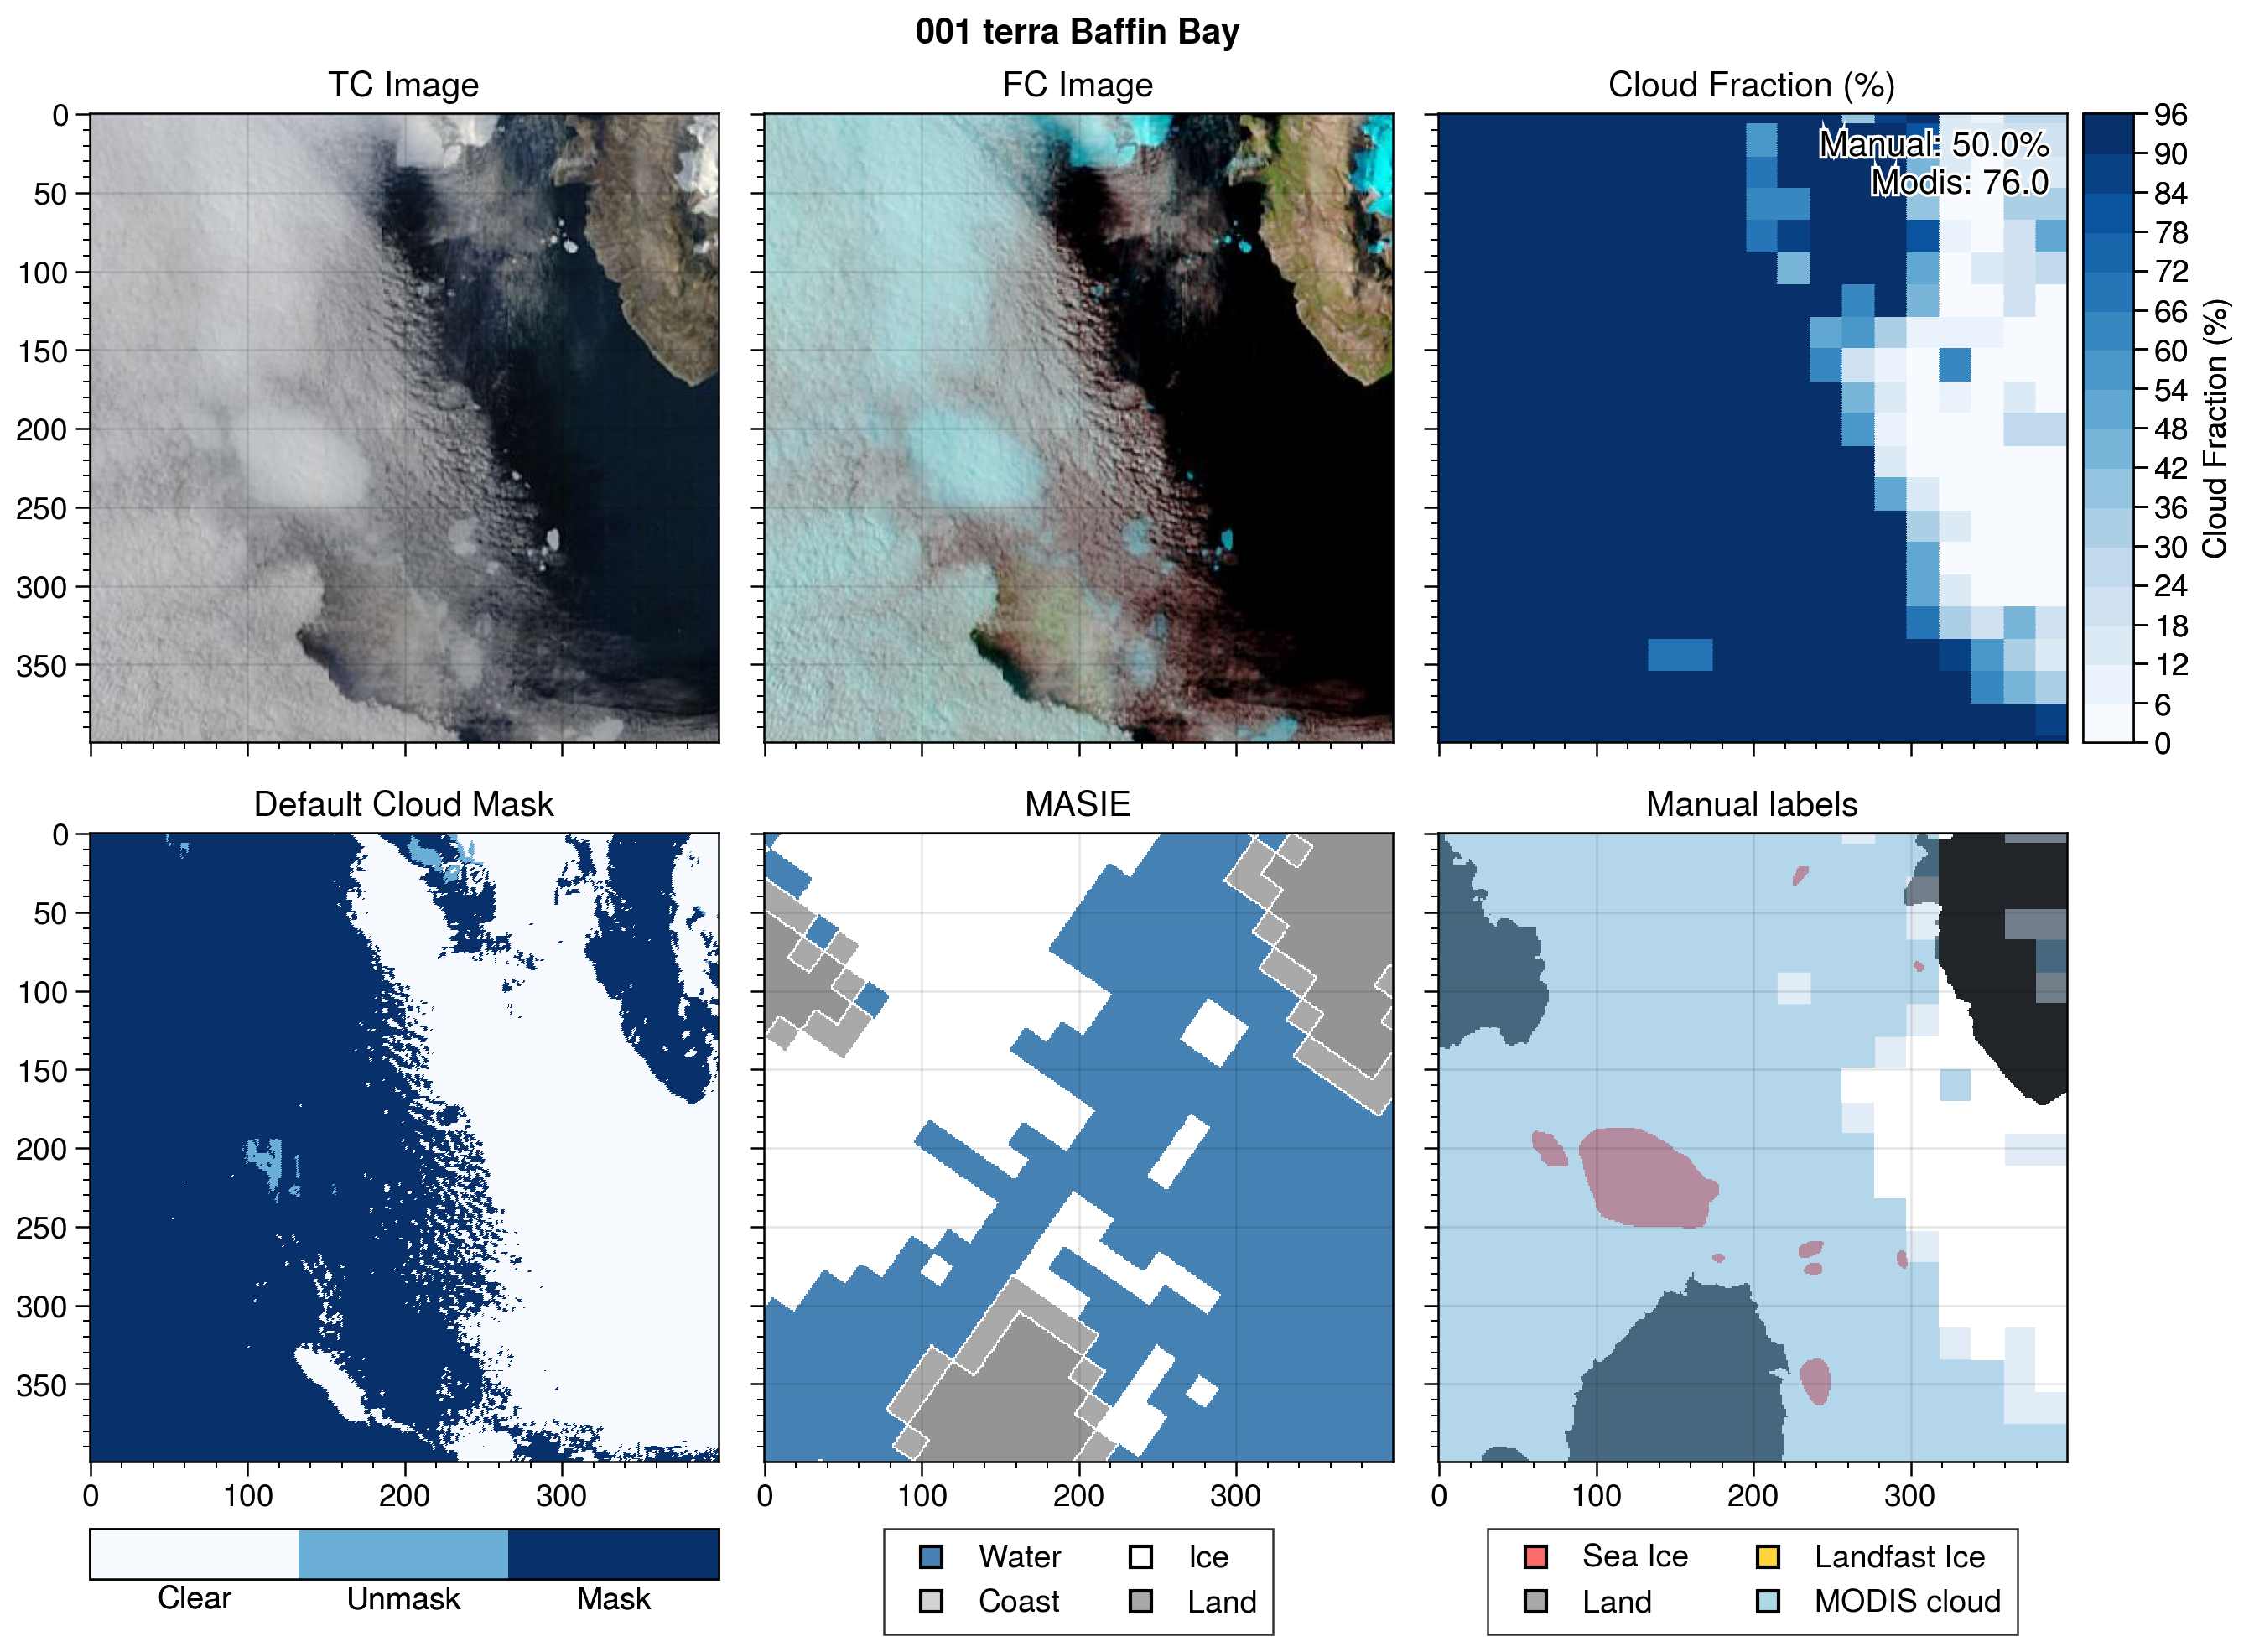 001 terra Baffin Bay
TC Image
FC Image
Cloud Fraction (%)
0
50
100
150
200
250
300
350
Manual: 50.0%
Modis: 76.0
96
90
84
78
72
66
60
54
48
42
36
30
24
18
12
6
0
Cloud Fraction (%)
Default Cloud Mask
MASIE
Manual labels
0
50
100
150
200
250
300
350
0 100 200 300
0 100 200 300
0 100 200 300
Clear Unmask Mask
Water Ice
Coast Land
Sea Ice Landfast Ice
Land MODIS cloud